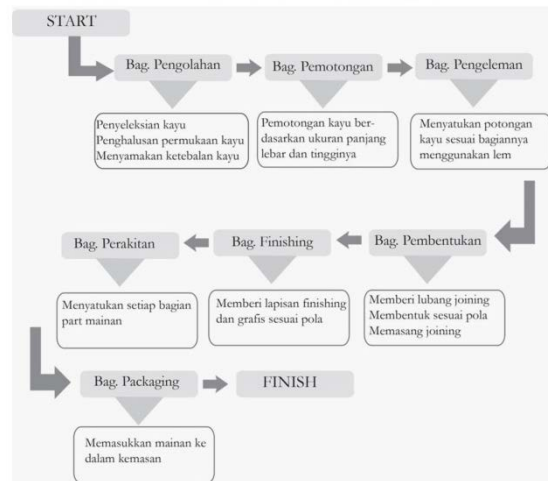 START
Bag. Pengolahan
Bag. Pemotongan
Bag. Pengeleman
Penyeleksian kayu
Penghalusan permukaan kayu
Menyamakan ketebalan kayu
Pemotongan kayu ber-
dasarkan ukuran panjang
lebar dan tingginya
Menyatukan potongan
kayu sesuai bagiannya
menggunakan lem
Bag. Pembentukan
Bag. Finishing
Bag. Perakitan
Memberi lubang joining
Membentuk sesuai pola
Memasang joining
Memberi lapisan finishing
dan grafis sesuai pola
Menyatukan setiap bagian
part mainan
Bag. Packaging
FINISH
Memasukkan mainan ke
dalam kemasan